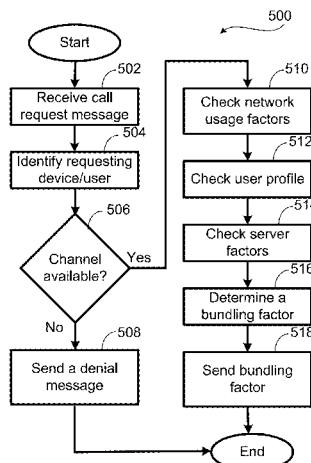 500
Start
502
Receive call
request message
504
Identify requesting
device/user
506
Channel
available?
Yes
No
508
Send a denial
message
510
Check network
usage factors
512
Check user profile
514
Check server
factors
516
Determine a
bundling factor
518
Send bundling
factor
End